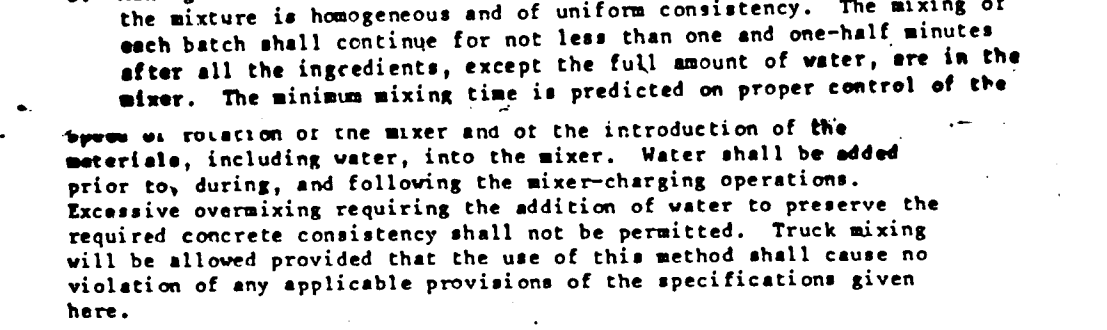 the mixture is homogeneous and of uniform consistency. The mixing of
each batch shall continue for not less than one and one-half minutes
after all the ingredients, except the full amount of water, are in the
mixer. The minimum mixing time is predicted on proper control of the
speed of rotation of the mixer and of the introduction of the
materials, including water, into the mixer. Water shall be added
prior to, during, and following the mixer-charging operations.
Excessive overmixing requiring the addition of water to preserve the
required concrete consistency shall not be permitted. Truck mixing
will be allowed provided that the use of this method shall cause no
violation of any applicable provisions of the specifications given
here.